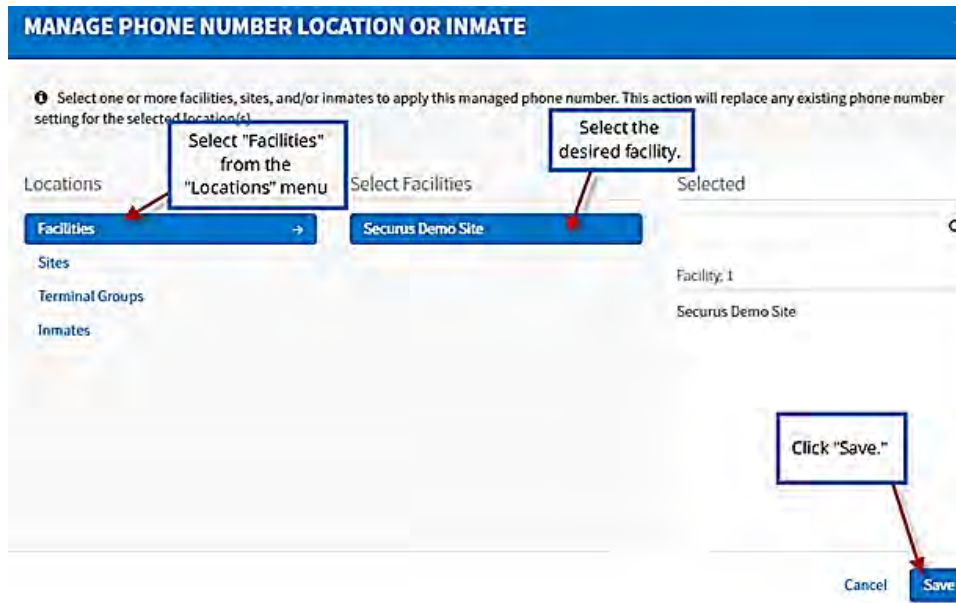 MANAGE PHONE NUMBER LOCATION OR INMATE
Select one or more facilities, sites, and/or inmates to apply this managed phone number. This action will replace any existing phone number
setting for the selected location(s)
Select "Facilities"
from the
"Locations" menu
Select the
desired facility.
Locations
Select Facilities
Selected
Facilities →
Securus Demo Site
Sites
Terminal Groups
Inmates
Facility, 1
Securus Demo Site
Click "Save."
Cancel
Save